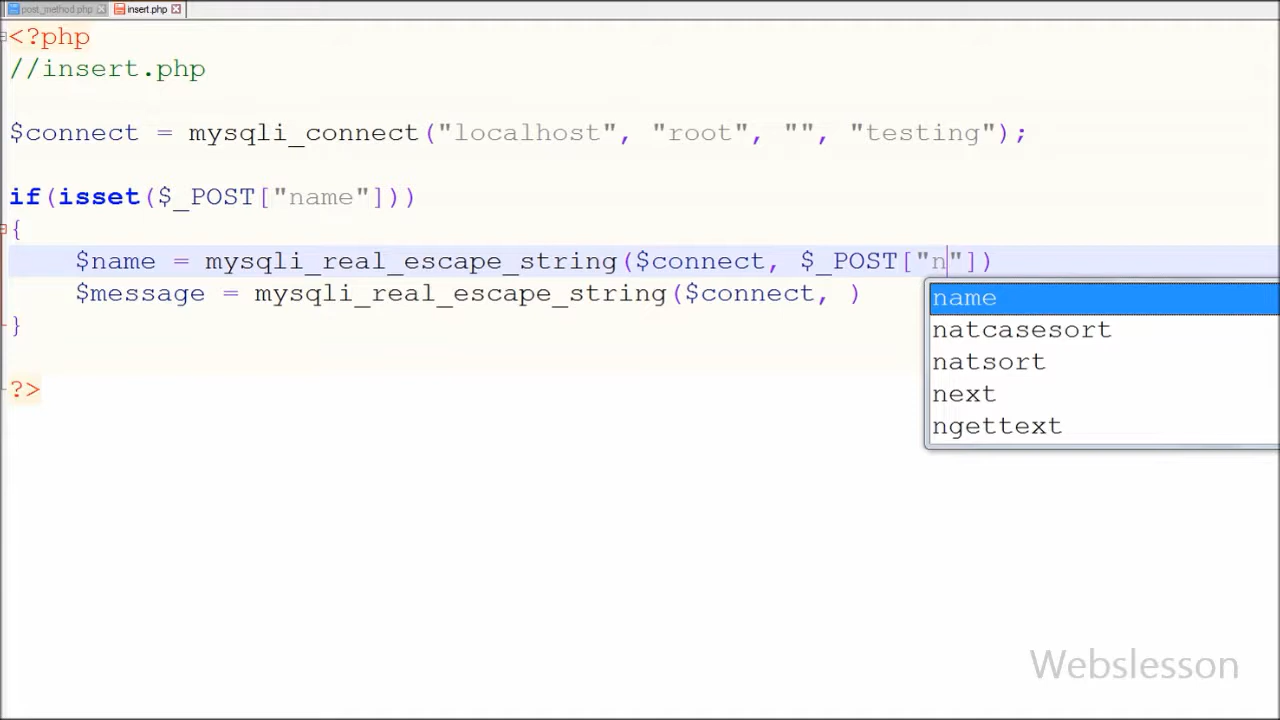 post_method.php insert.php
<?php
//insert.php
$connect = mysqli_connect("localhost", "root", "", "testing");
if(isset($_POST["name"]))
{
$name = mysqli_real_escape_string($connect, $_POST["n"])
$message = mysqli_real_escape_string($connect, )
}
?>
name
natcasesort
natsort
next
ngettext
Webslesson